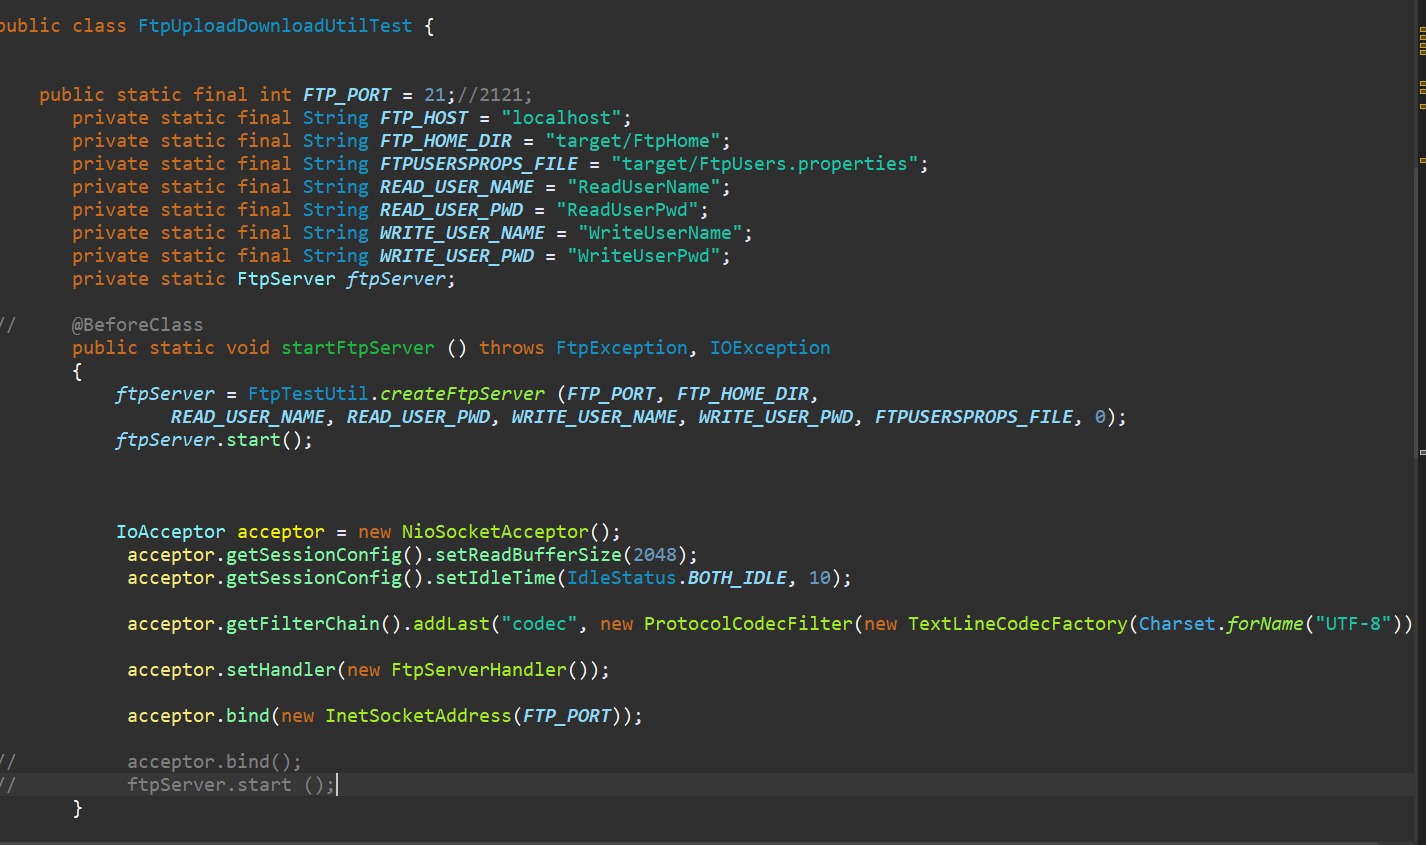 public class FtpUploadDownloadUtilTest {
public static final int FTP_PORT = 21;//2121;
private static final String FTP_HOST = "localhost";
private static final String FTP_HOME_DIR = "target/FtpHome";
private static final String FTPUSERSPROPS_FILE = "target/FtpUsers.properties";
private static final String READ_USER_NAME = "ReadUserName";
private static final String READ_USER_PWD = "ReadUserPwd";
private static final String WRITE_USER_NAME = "WriteUserName";
private static final String WRITE_USER_PWD = "WriteUserPwd";
private static FtpServer ftpServer;
// @BeforeClass
public static void startFtpServer () throws FtpException, IOException
{
ftpServer = FtpTestUtil.createFtpServer (FTP_PORT, FTP_HOME_DIR,
READ_USER_NAME, READ_USER_PWD, WRITE_USER_NAME, WRITE_USER_PWD, FTPUSERSPROPS_FILE, 0);
ftpServer.start();
IoAcceptor acceptor = new NioSocketAcceptor();
acceptor.getSessionConfig().setReadBufferSize(2048);
acceptor.getSessionConfig().setIdleTime(IdleStatus.BOTH_IDLE, 10);
acceptor.getFilterChain().addLast("codec", new ProtocolCodecFilter(new TextLineCodecFactory(Charset.forName("UTF-8"))
acceptor.setHandler(new FtpServerHandler());
acceptor.bind(new InetSocketAddress(FTP_PORT));
// acceptor.bind();
// ftpServer.start ();
}